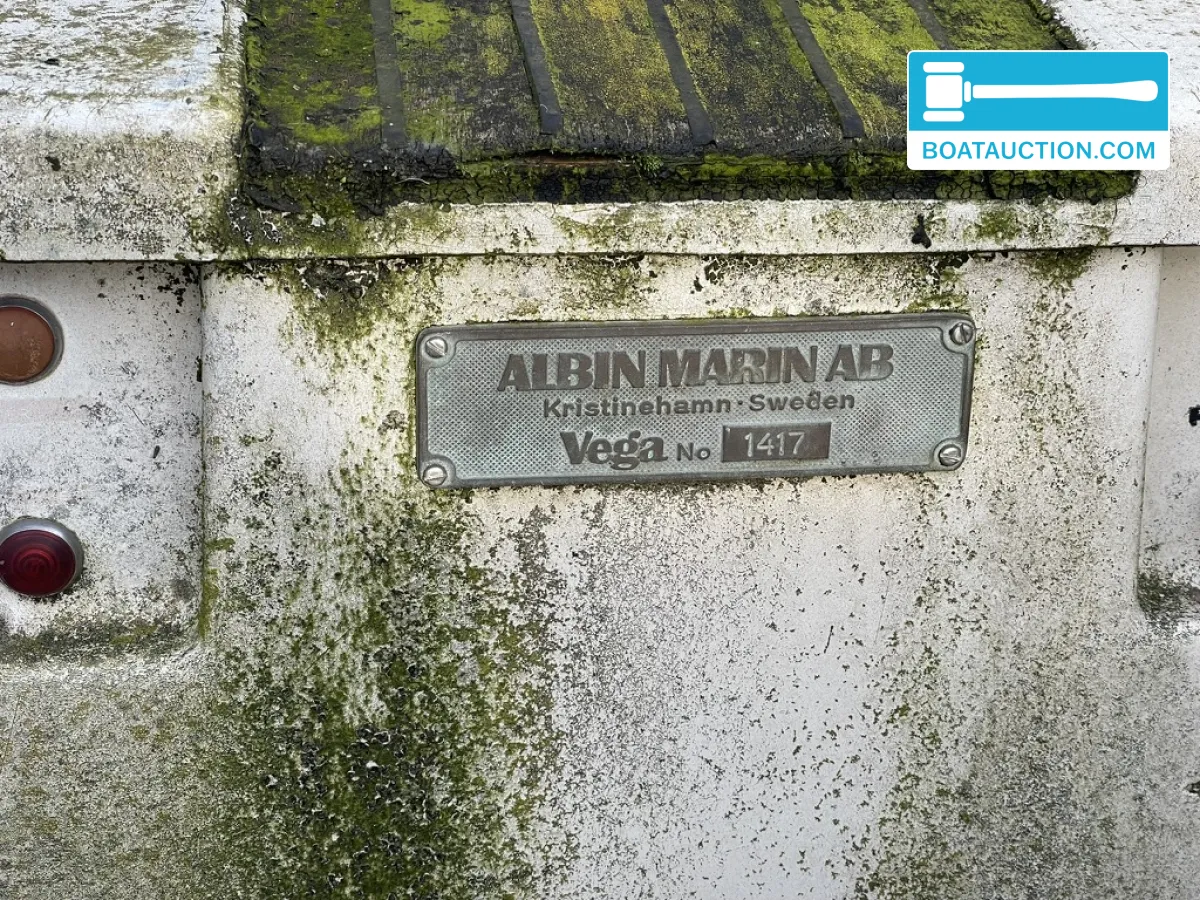 BOATAUCTION.COM
ALBIN MARIN AB
Kristinehamn · Sweden
Vega No 1417